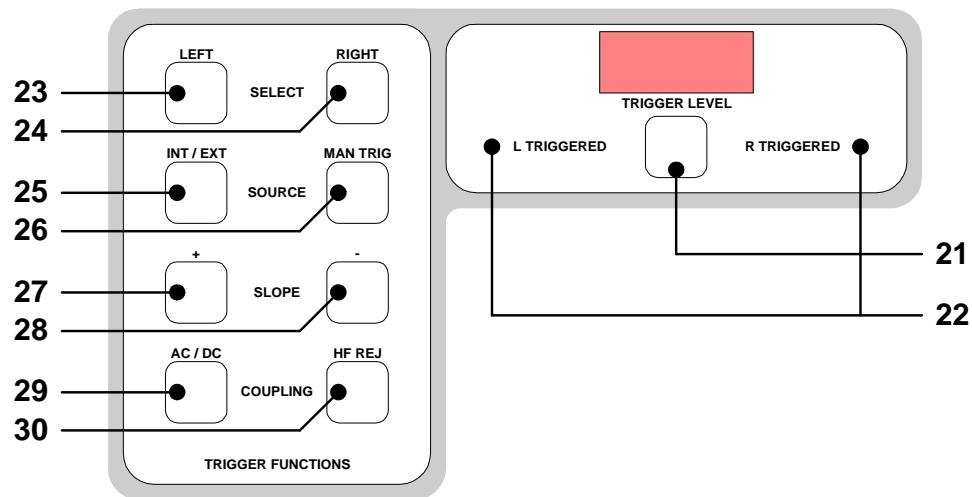 LEFT
RIGHT
23
SELECT
24
TRIGGER LEVEL
L TRIGGERED
R TRIGGERED
INT / EXT
MAN TRIG
25
SOURCE
26
21
+
-
27
SLOPE
28
22
AC / DC
HF REJ
29
COUPLING
30
TRIGGER FUNCTIONS